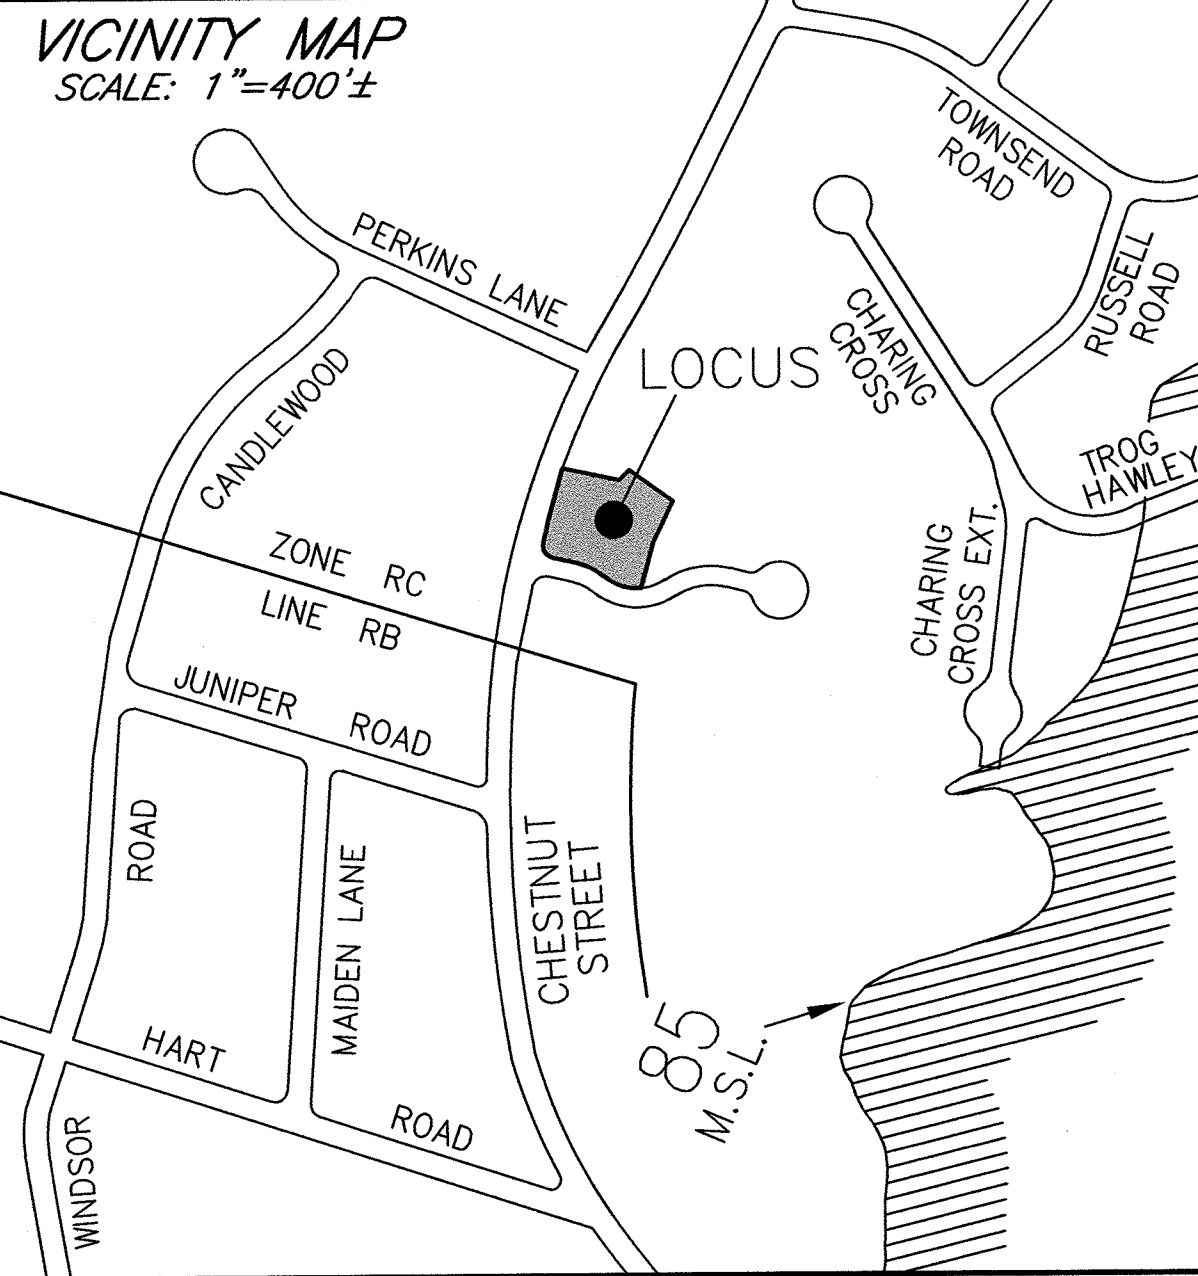 VICINITY MAP
SCALE: 1"=400'±
TOWNSEND
ROAD
PERKINS LANE
RUSSELL
ROAD
CHARING
CROSS
LOCUS
CANDLEWOOD
TROG
HAWLEY
ZONE RC
LINE RB
CHARING
CROSS EXT.
JUNIPER ROAD
ROAD
MAIDEN LANE
CHESTNUT
STREET
85
M.S.L.
HART
ROAD
WINDSOR